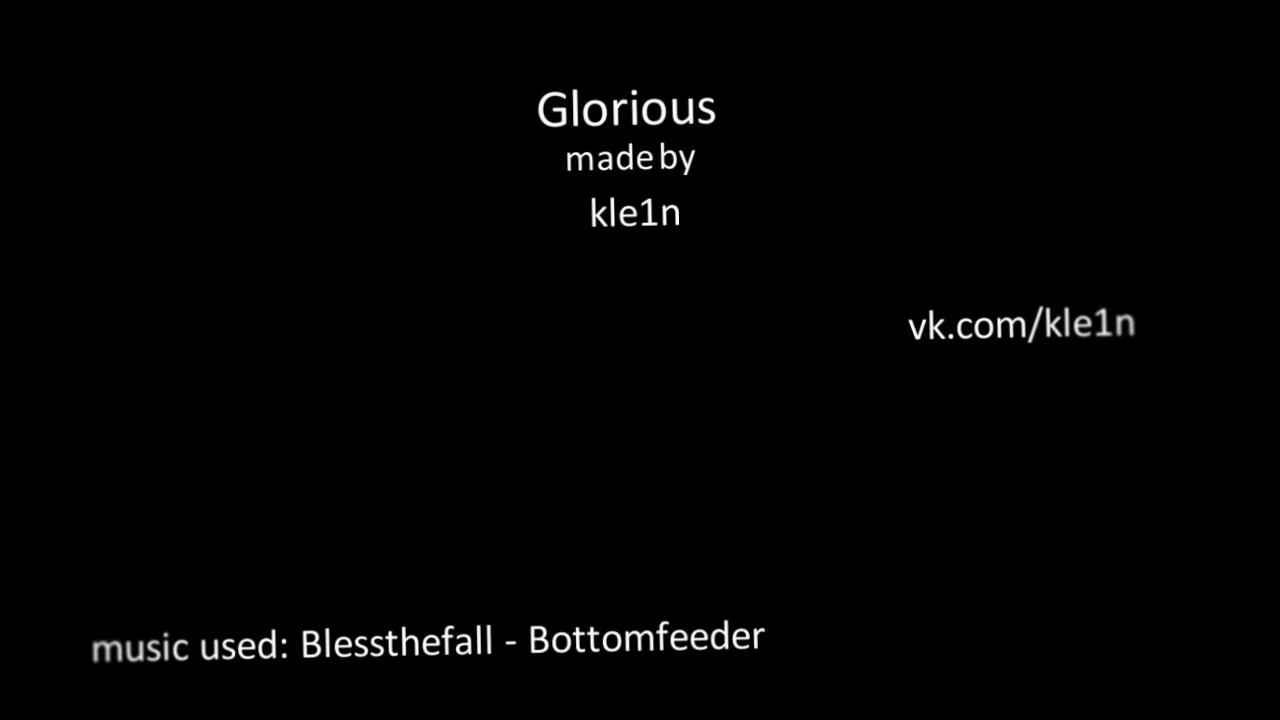 Glorious
made by
kle1n
vk.com/kle1n
music used: Blessthefall - Bottomfeeder